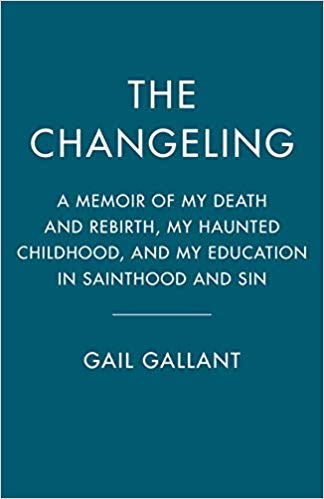 THE
CHANGELING
A MEMOIR OF MY DEATH
AND REBIRTH, MY HAUNTED
CHILDHOOD, AND MY EDUCATION
IN SAINTHOOD AND SIN
GAIL GALLANT